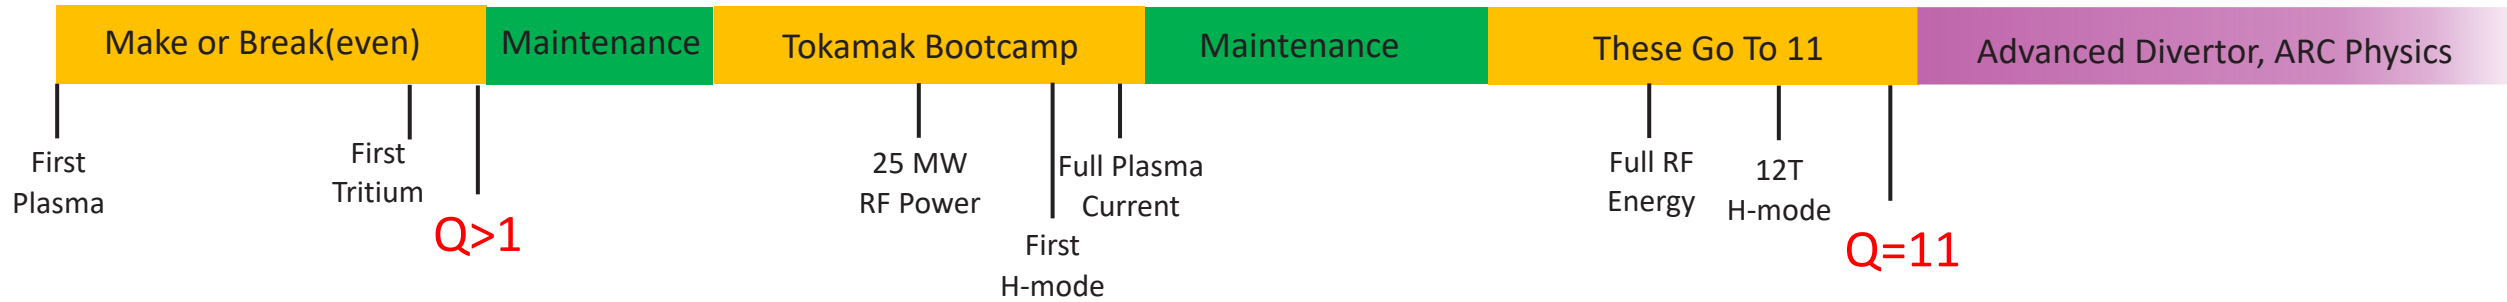 Make or Break(even)
Maintenance
Tokamak Bootcamp
Maintenance
These Go To 11
Advanced Divertor, ARC Physics
First
Plasma
First
Tritium
Q>1
25 MW
RF Power
First
H-mode
Full Plasma
Current
Full RF
Energy
12T
H-mode
Q=11